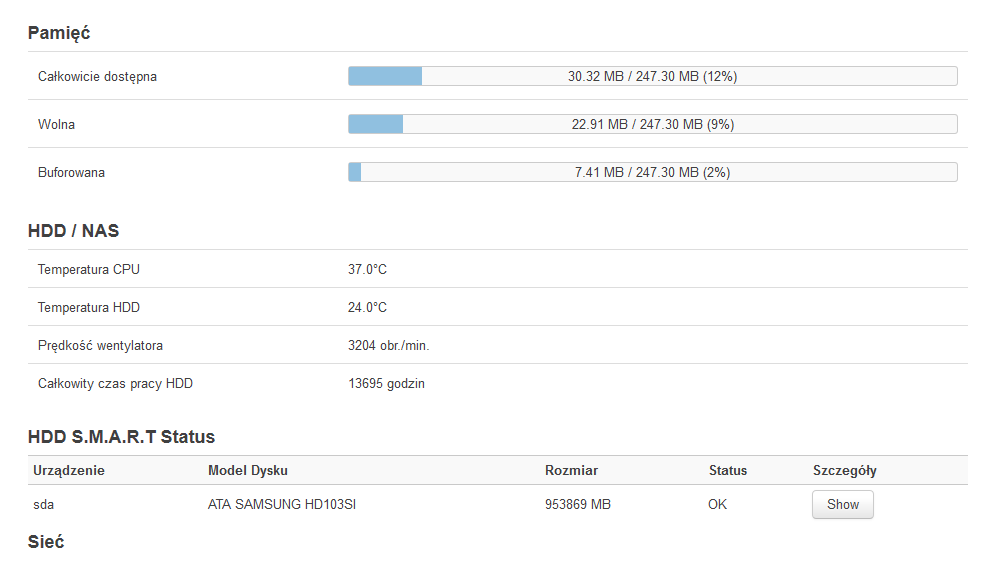 Pamięć
Całkowicie dostępna 30.32 MB / 247.30 MB (12%)
Wolna 22.91 MB / 247.30 MB (9%)
Buforowana 7.41 MB / 247.30 MB (2%)
HDD / NAS
Temperatura CPU 37.0°C
Temperatura HDD 24.0°C
Prędkość wentylatora 3204 obr./min.
Całkowity czas pracy HDD 13695 godzin
HDD S.M.A.R.T Status
Urządzenie Model Dysku Rozmiar Status Szczegóły
sda ATA SAMSUNG HD103SI 953869 MB OK Show
Sieć